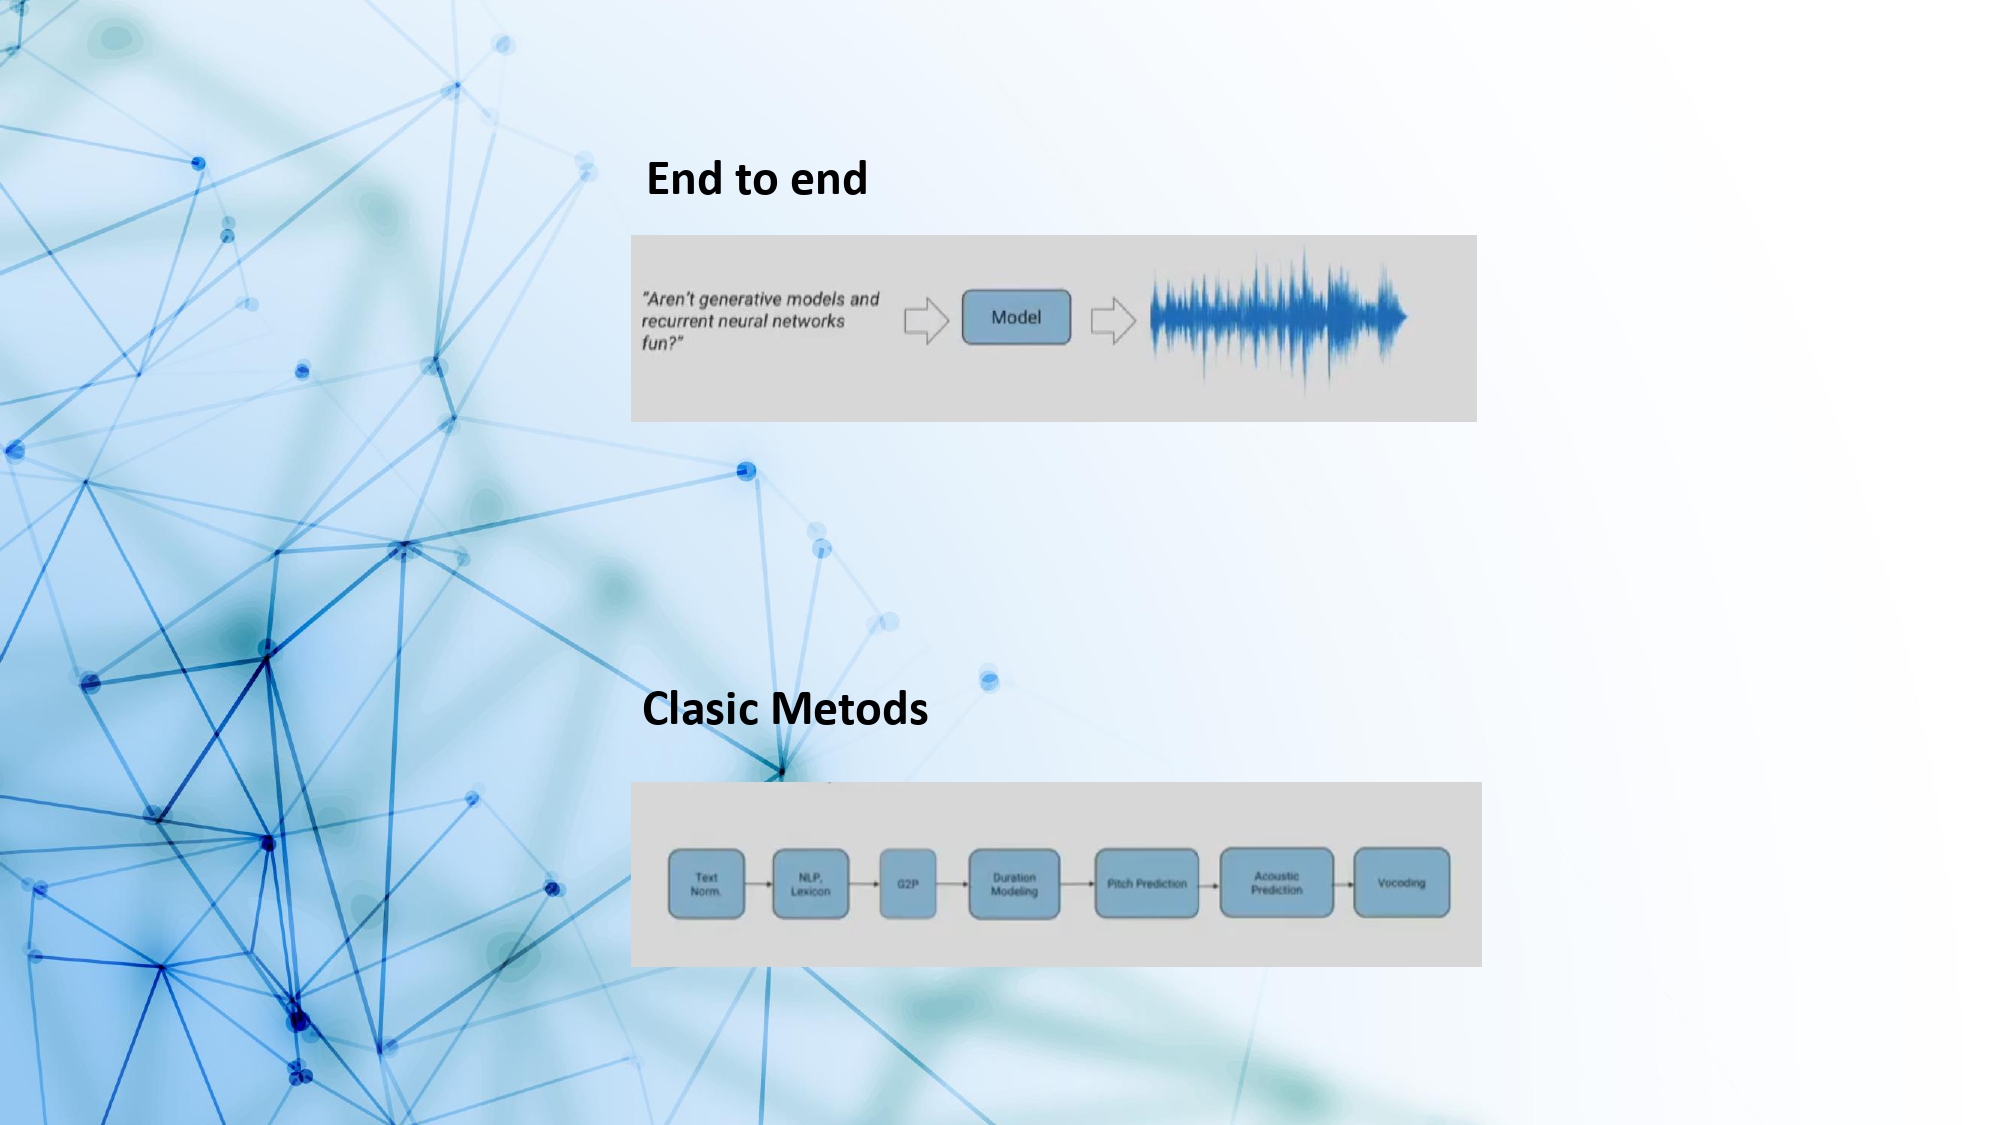 End to end
"Aren't generative models and
recurrent neural networks
fun?"
Model
Clasic Metods
Text
Norm.
NLP,
Lexicon
G2P
Duration
Modeling
Pitch Prediction
Acoustic
Prediction
Vocoding